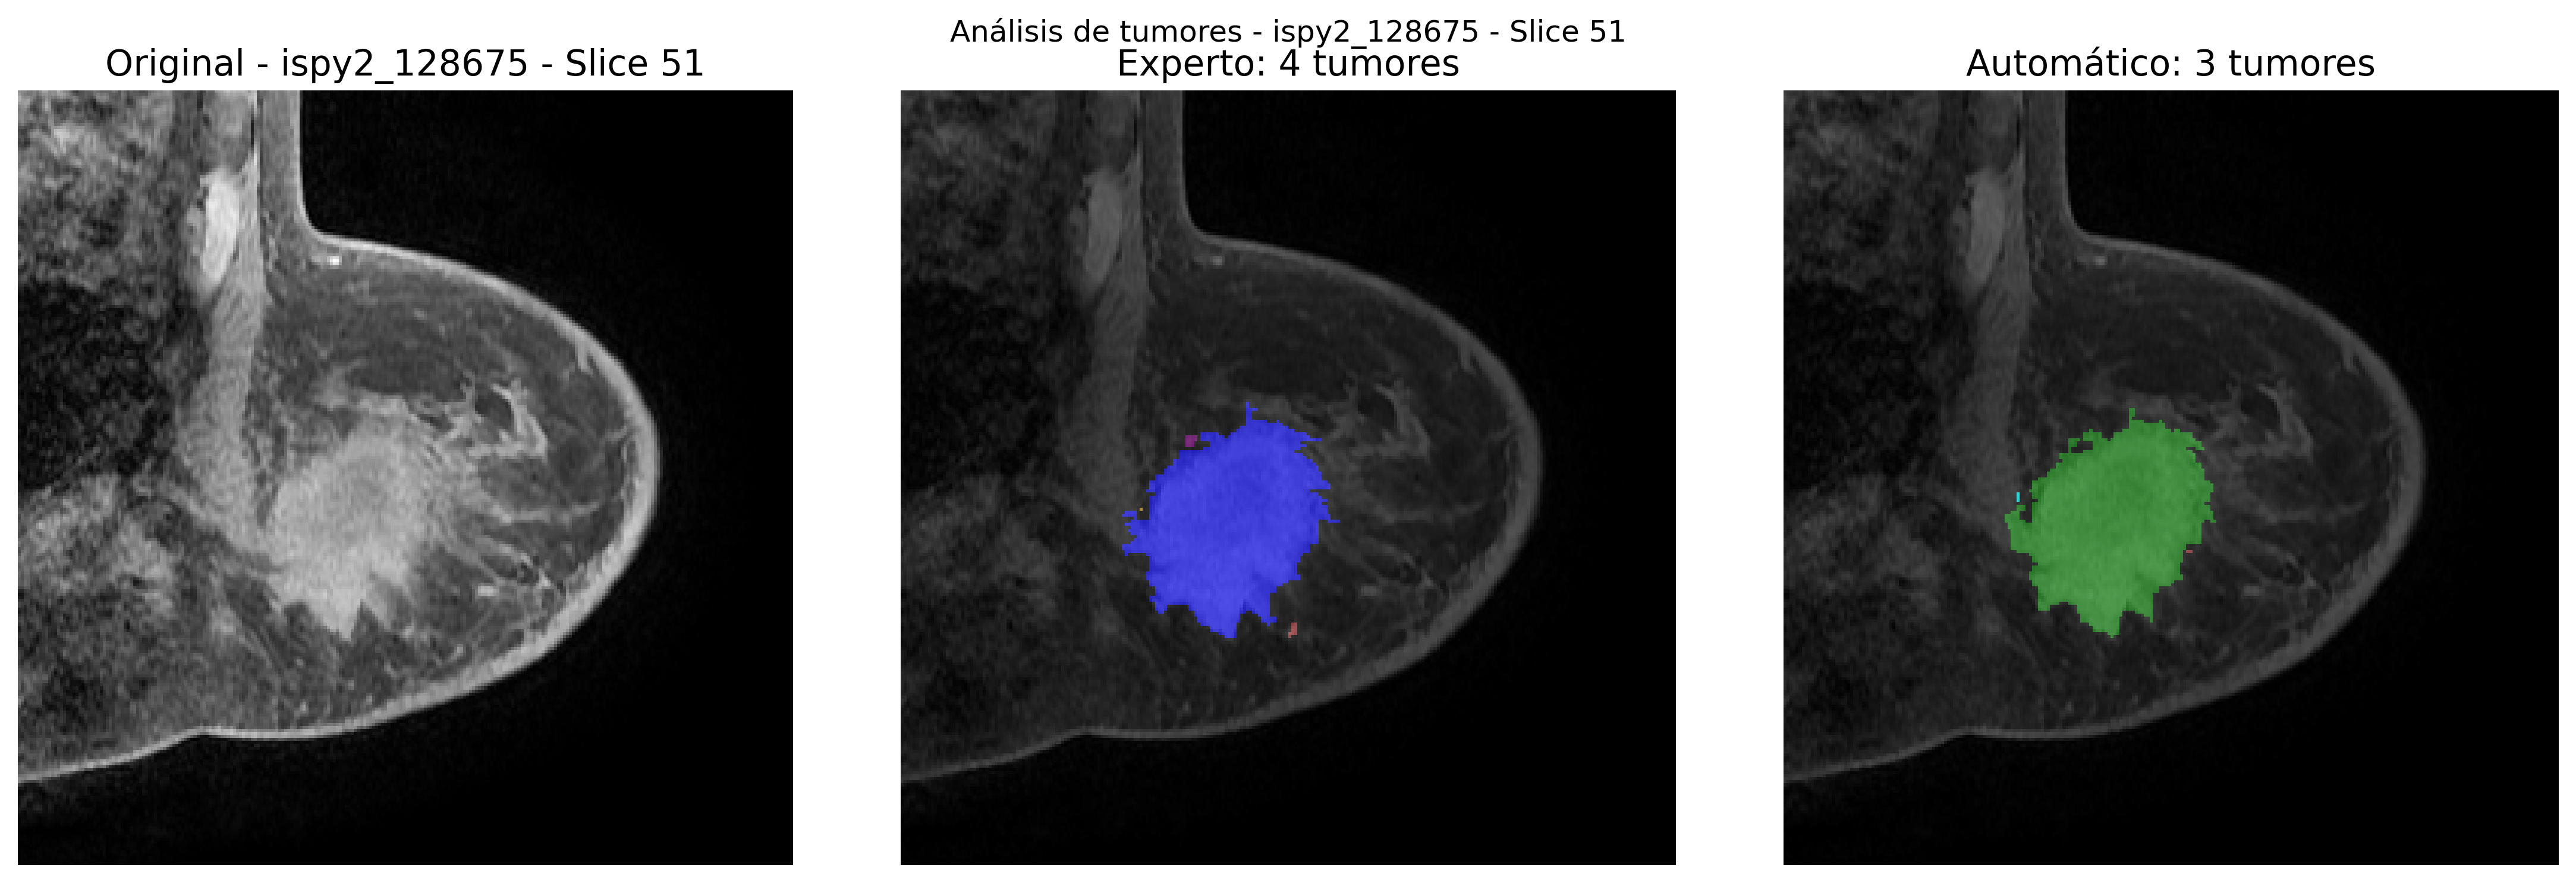 Análisis de tumores - ispy2_128675 - Slice 51
Original - ispy2_128675 - Slice 51
Experto: 4 tumores
Automático: 3 tumores